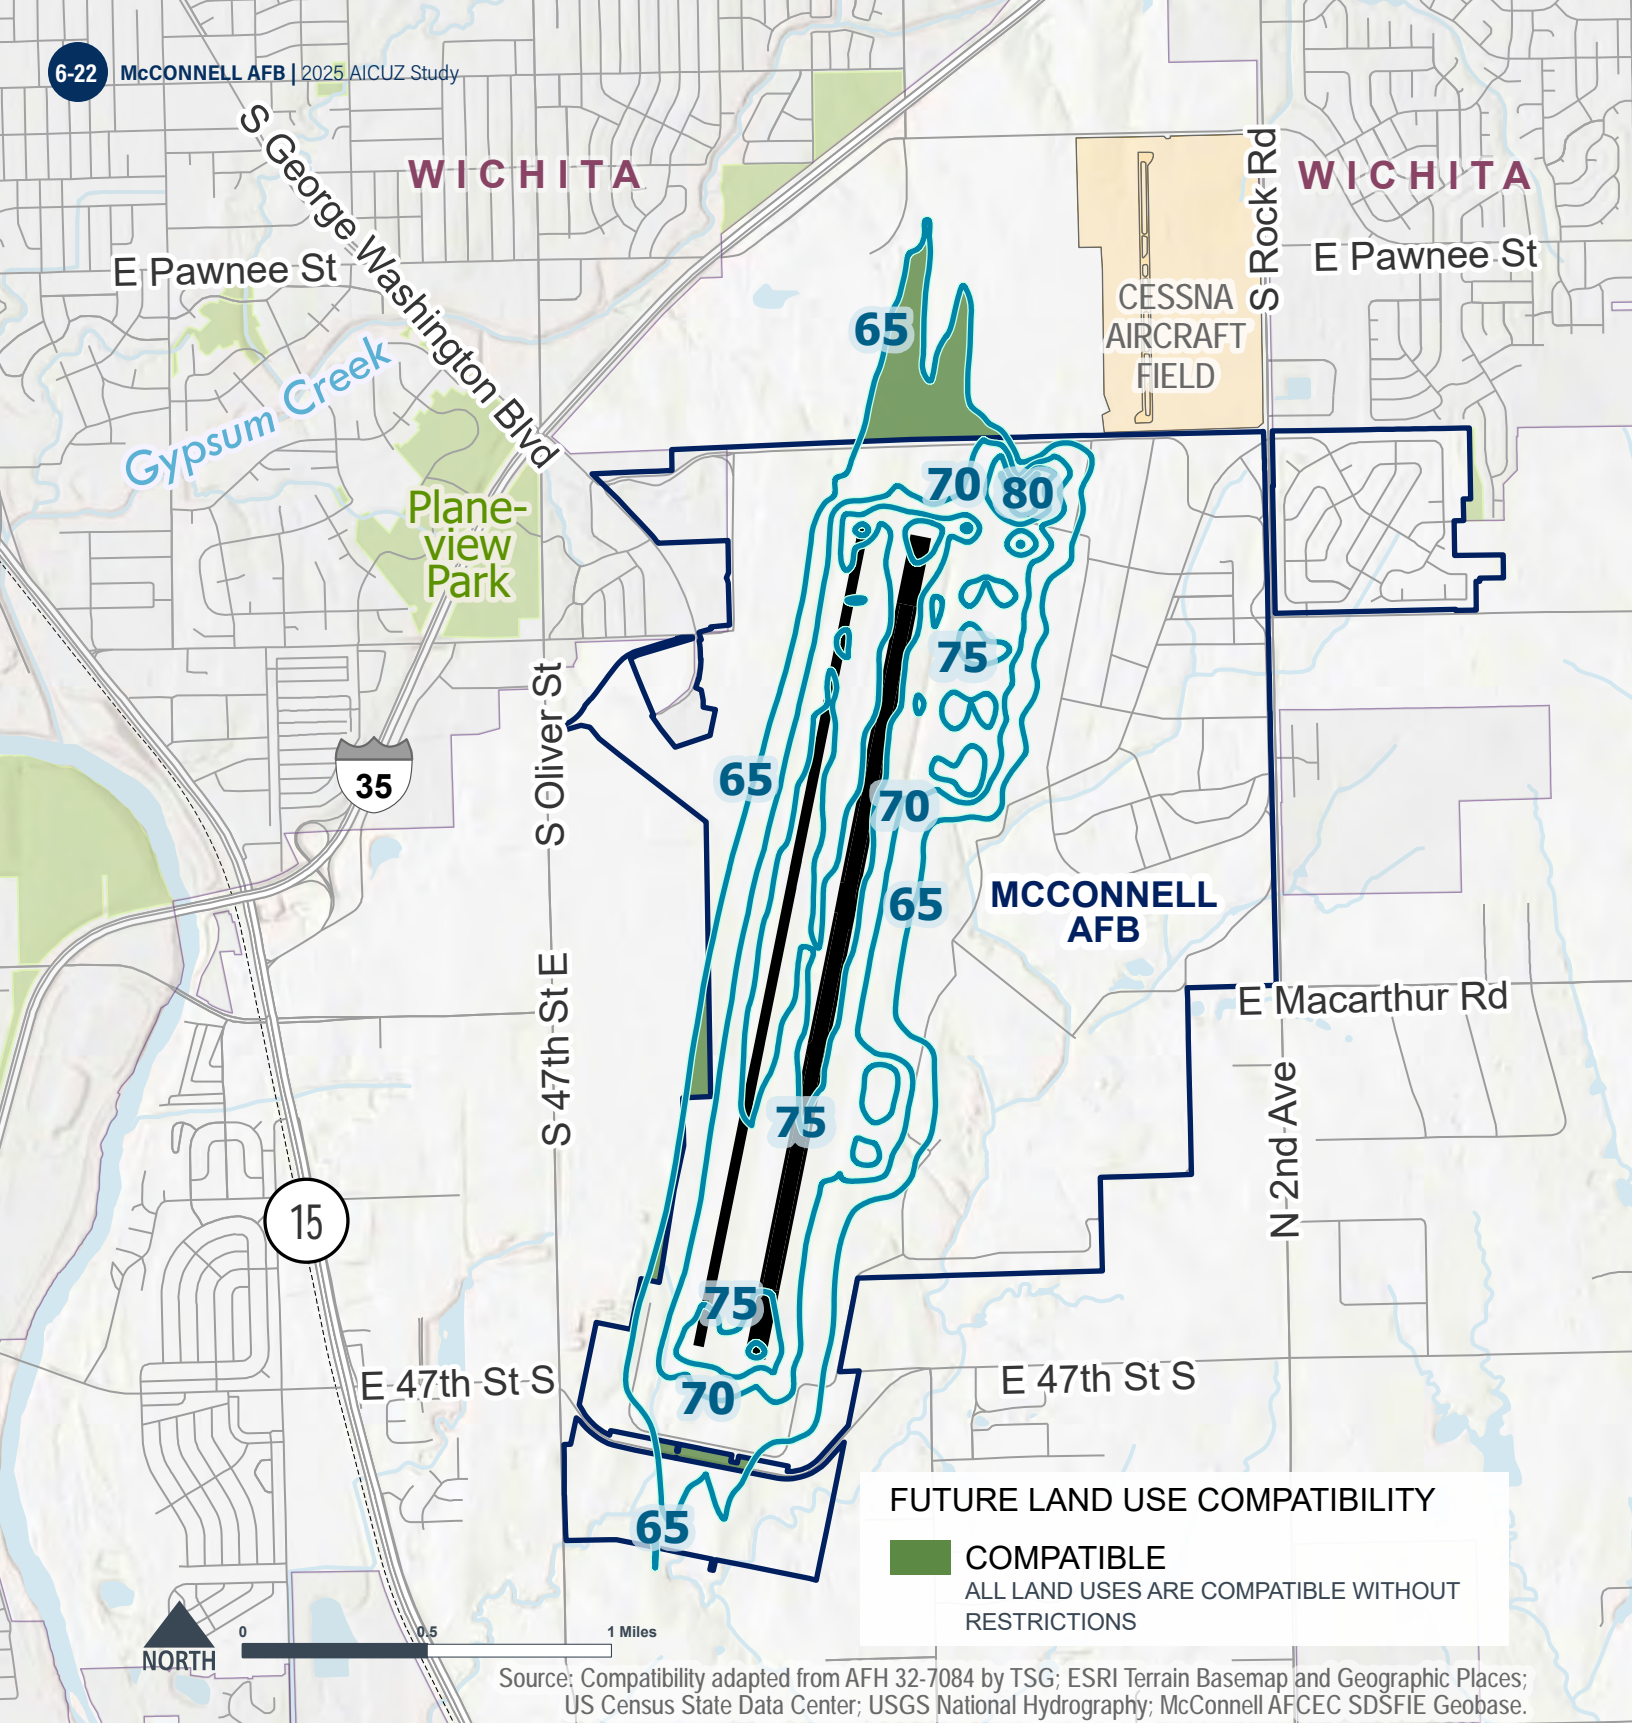 6-22 McCONNELL AFB | 2025 AICUZ Study
S George Washington Blvd
WICHITA
WICHITA
S Rock Rd
E Pawnee St
E Pawnee St
CESSNA
AIRCRAFT
FIELD
65
Gypsum Creek
70
80
Plane-
view
Park
75
S Oliver St
35
65
70
65
MCCONNELL
AFB
S 47th St E
E Macarthur Rd
N 2nd Ave
75
15
75
E 47th St S
E 47th St S
70
65
FUTURE LAND USE COMPATIBILITY
COMPATIBLE
ALL LAND USES ARE COMPATIBLE WITHOUT
RESTRICTIONS
NORTH
0 0.5 1 Miles
Source: Compatibility adapted from AFH 32-7084 by TSG; ESRI Terrain Basemap and Geographic Places;
US Census State Data Center; USGS National Hydrography; McConnell AFCEC SDSFIE Geobase.